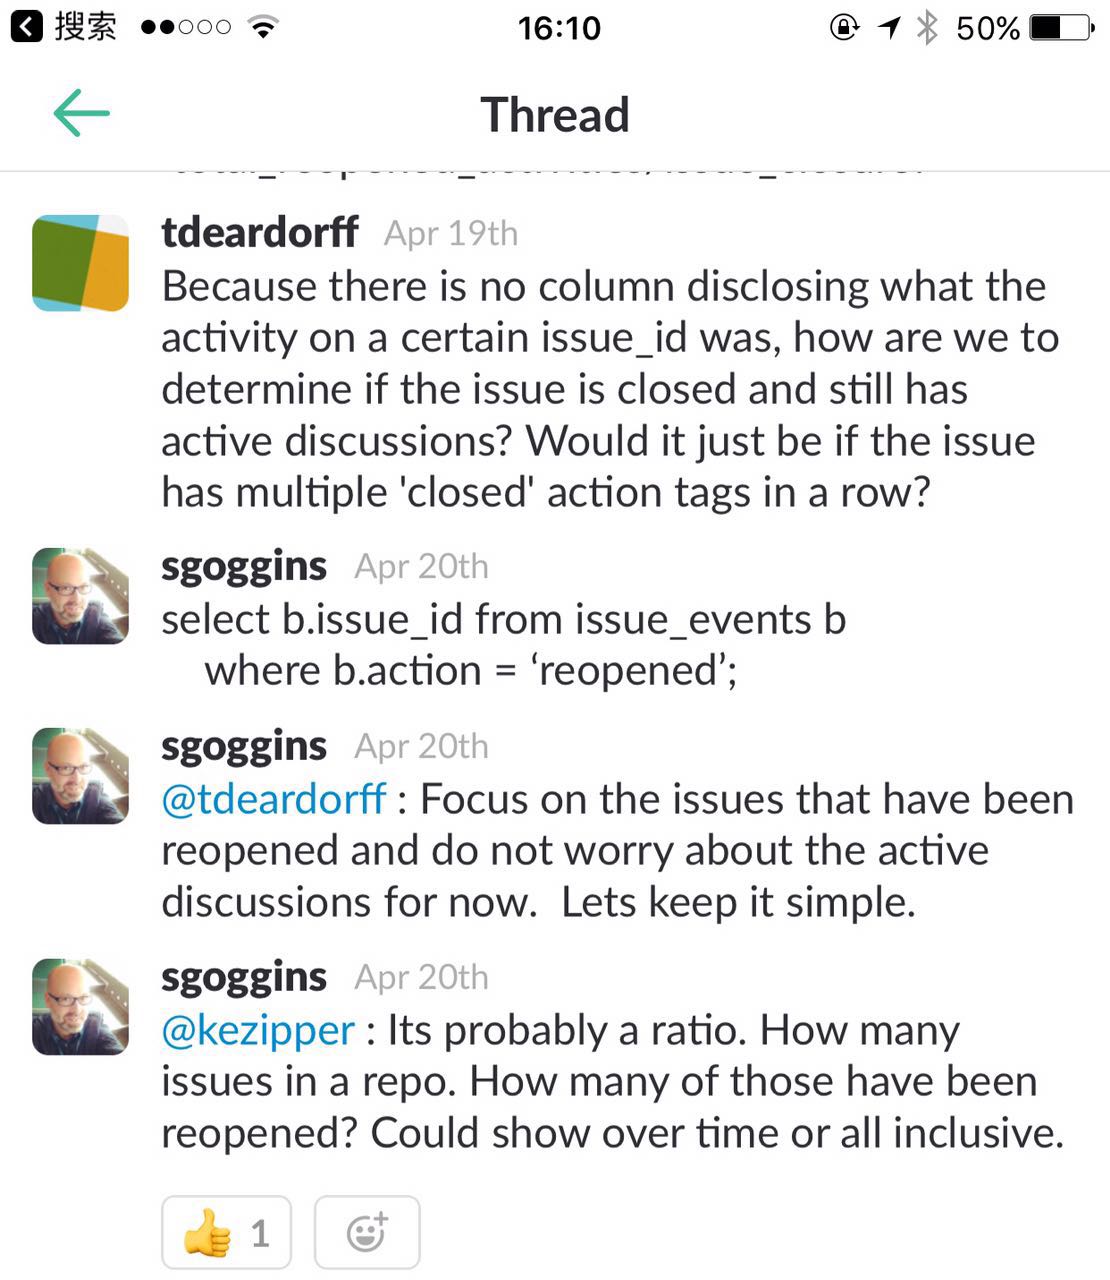 搜索 16:10 50%
Thread
tdeardorff Apr 19th
Because there is no column disclosing what the
activity on a certain issue_id was, how are we to
determine if the issue is closed and still has
active discussions? Would it just be if the issue
has multiple 'closed' action tags in a row?
sgoggins Apr 20th
select b.issue_id from issue_events b
where b.action = ‘reopened’;
sgoggins Apr 20th
@tdeardorff : Focus on the issues that have been
reopened and do not worry about the active
discussions for now.  Lets keep it simple.
sgoggins Apr 20th
@kezipper : Its probably a ratio. How many
issues in a repo. How many of those have been
reopened? Could show over time or all inclusive.
👍 1